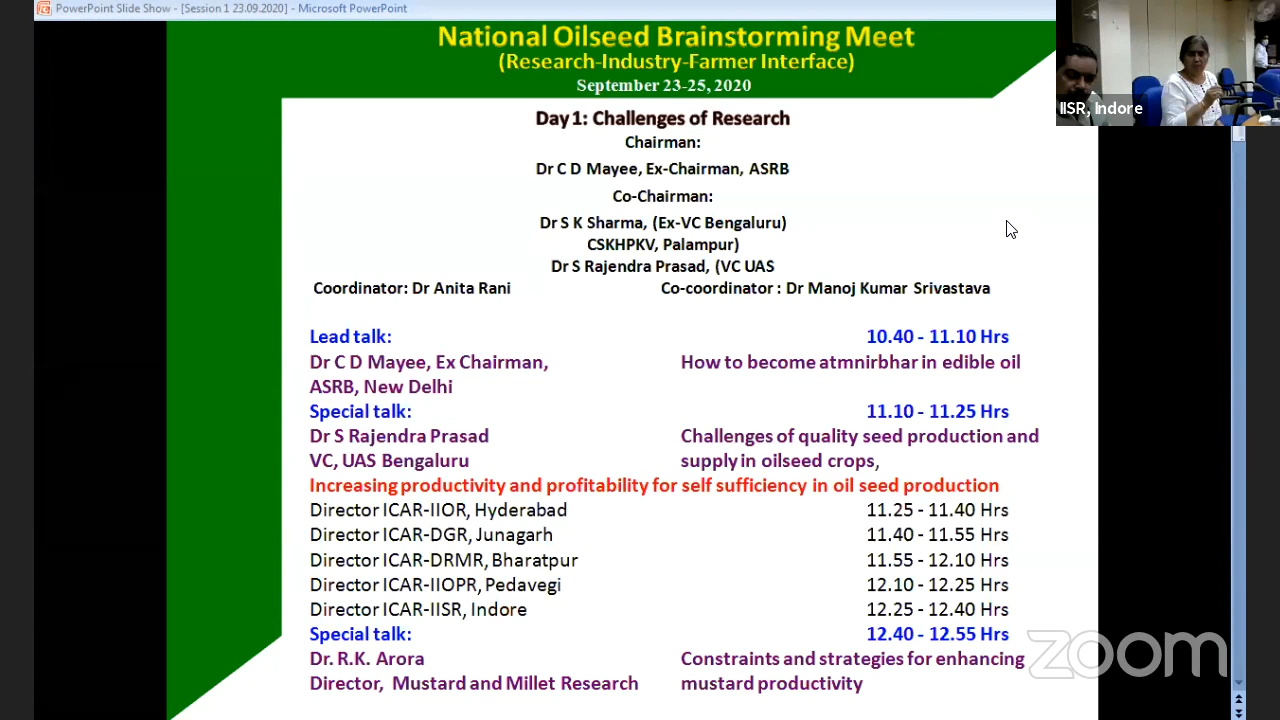 PowerPoint Slide Show - [Session 1 23.09.2020] - Microsoft PowerPoint
National Oilseed Brainstorming Meet
(Research-Industry-Farmer Interface)
September 23-25, 2020
IISR, Indore
Day 1: Challenges of Research
Chairman:
Dr C D Mayee, Ex-Chairman, ASRB
Co-Chairman:
Dr S K Sharma, (Ex-VC Bengaluru)
CSKHPKV, Palampur)
Dr S Rajendra Prasad, (VC UAS
Coordinator: Dr Anita Rani Co-coordinator : Dr Manoj Kumar Srivastava
Lead talk: 10.40 - 11.10 Hrs
Dr C D Mayee, Ex Chairman, How to become atmnirbhar in edible oil
ASRB, New Delhi
Special talk: 11.10 - 11.25 Hrs
Dr S Rajendra Prasad Challenges of quality seed production and
VC, UAS Bengaluru supply in oilseed crops,
Increasing productivity and profitability for self sufficiency in oil seed production
Director ICAR-IIOR, Hyderabad 11.25 - 11.40 Hrs
Director ICAR-DGR, Junagarh 11.40 - 11.55 Hrs
Director ICAR-DRMR, Bharatpur 11.55 - 12.10 Hrs
Director ICAR-IIOPR, Pedavegi 12.10 - 12.25 Hrs
Director ICAR-IISR, Indore 12.25 - 12.40 Hrs
Special talk: 12.40 - 12.55 Hrs
Dr. R.K. Arora Constraints and strategies for enhancing
Director, Mustard and Millet Research mustard productivity
zoom